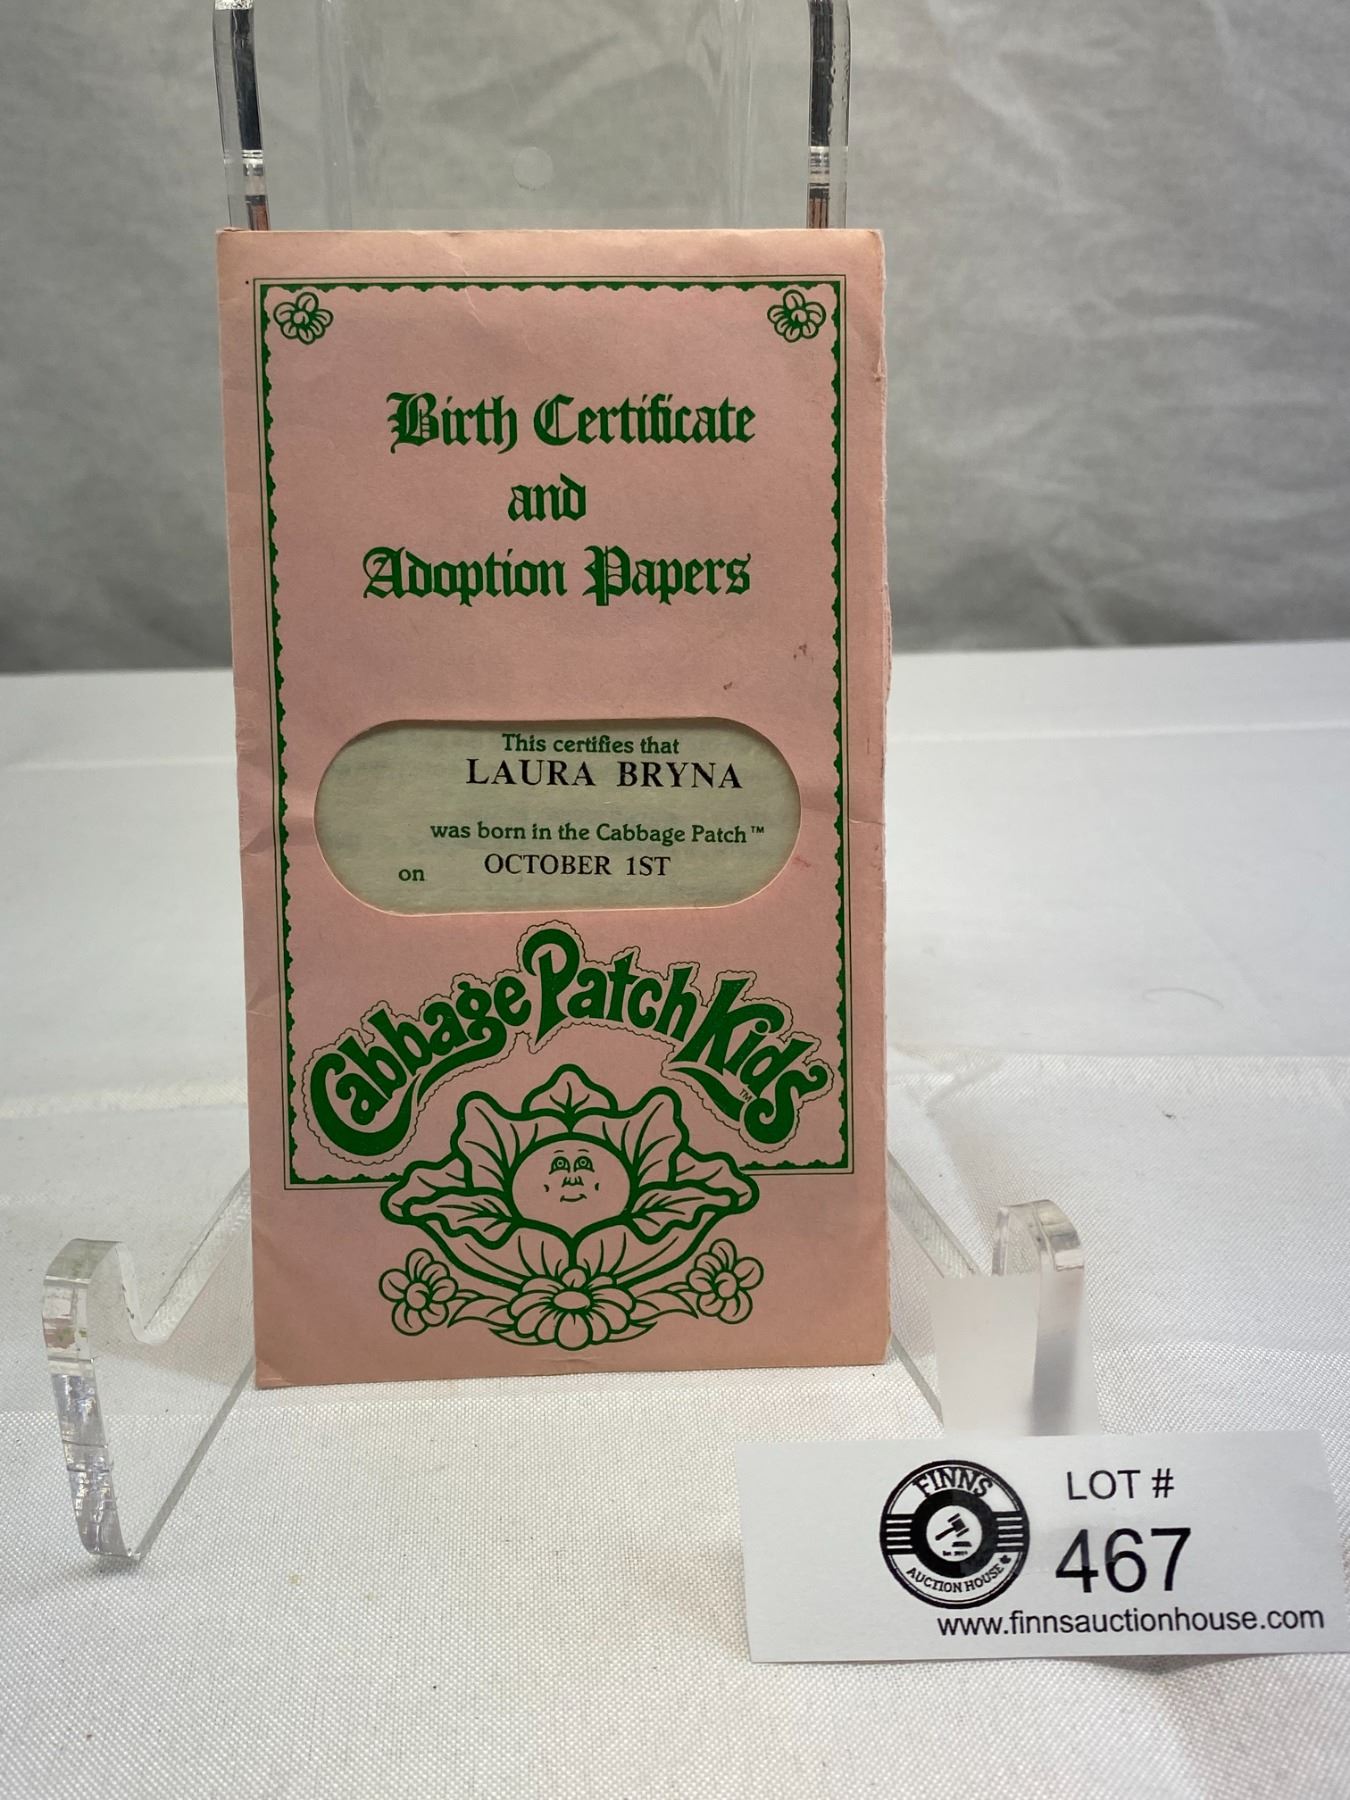 Birth Certificate
and
Adoption Papers
This certifies that
LAURA BRYNA
was born in the Cabbage Patch™
on OCTOBER 1ST
Cabbage Patch Kids™
FINNS
AUCTION HOUSE
LOT #
467
www.finnsauctionhouse.com